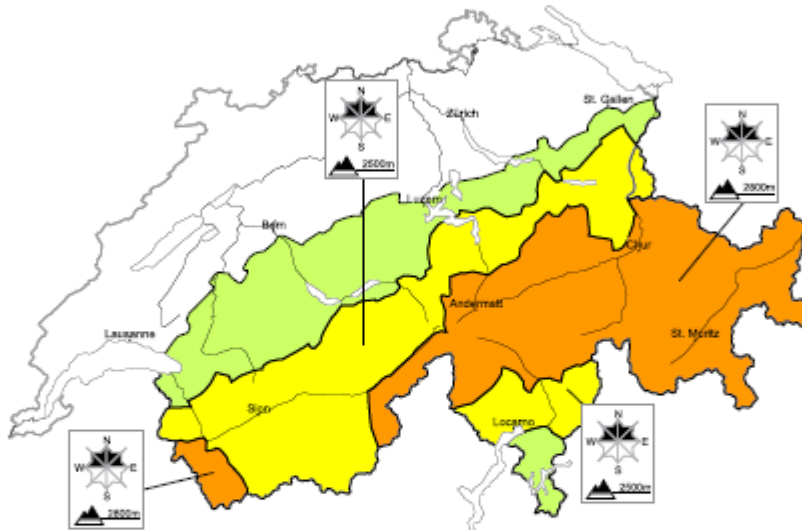 N
W E
S
2500m
Zürich
St. Gallen
N
W E
S
2800m
Luzern
Bern
Chur
Andermatt
Lausanne
St. Moritz
Sion
Locarno
N
W E
S
2800m
N
W E
S
2500m